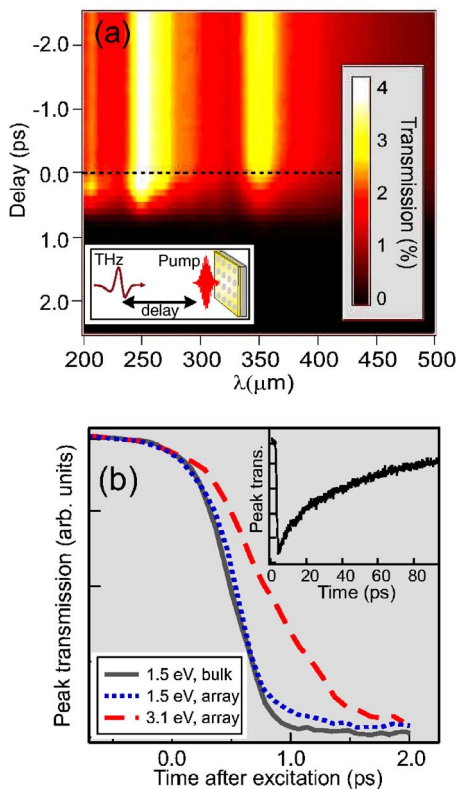 (a)
-2.0
-1.0
0.0
1.0
2.0
Delay (ps)
4
3
2
1
0
Transmission (%)
THz
Pump
delay
200 250 300 350 400 450 500
λ(μm)
(b)
Peak transmission (arb. units)
Peak trans.
0 20 40 60 80
Time (ps)
1.5 eV, bulk
1.5 eV, array
3.1 eV, array
0.0 1.0 2.0
Time after excitation (ps)